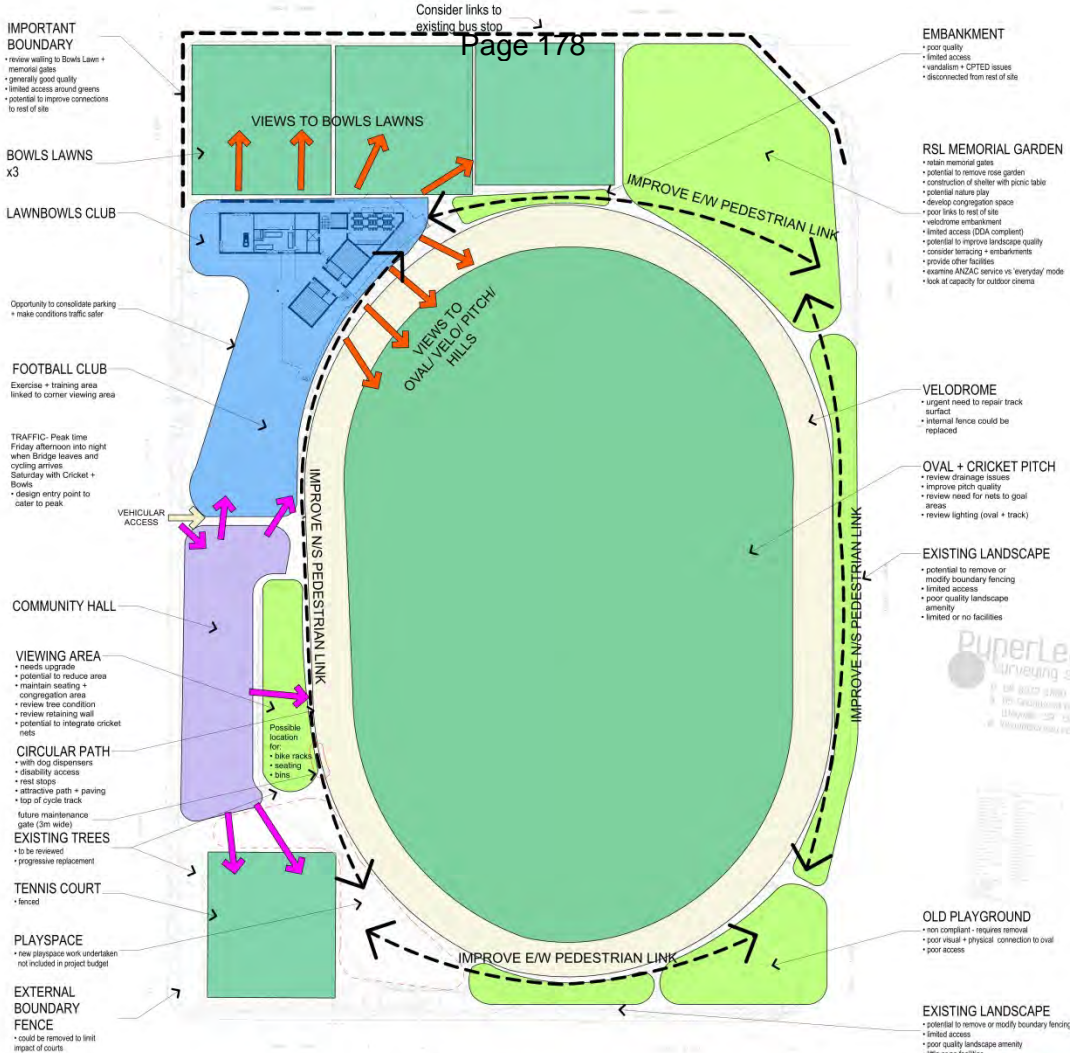 Consider links to
existing bus stop
Page 178
IMPORTANT
BOUNDARY
• review walling to Bowls Lawn +
memorial gates
• generally good quality
• limited access around greens
• potential to improve connections
to rest of site
BOWLS LAWNS
x3
LAWNBOWLS CLUB
Opportunity to consolidate parking
+ make conditions traffic safer
FOOTBALL CLUB
Exercise + training area
linked to corner viewing area
TRAFFIC- Peak time
Friday afternoon into night
when Bridge leaves and
cycling arrives
Saturday with Cricket +
Bowls
• design entry point to
cater to peak
VEHICULAR
ACCESS
COMMUNITY HALL
VIEWING AREA
• needs upgrade
• potential to reduce area
• maintain seating +
congregation area
• review tree condition
• review retaining wall
• potential to integrate cricket
nets
CIRCULAR PATH
• with dog dispensers
• disability access
• rest stops
• attractive path + paving
• top of cycle track
future maintenance
gate (3m wide)
EXISTING TREES
• to be reviewed
• progressive replacement
TENNIS COURT
• fenced
PLAYSPACE
• new playspace work undertaken
not included in project budget
EXTERNAL
BOUNDARY
FENCE
• could be removed to limit
impact of courts
VIEWS TO BOWLS LAWNS
IMPROVE E/W PEDESTRIAN LINK
VIEWS TO
OVAL/ VELO/ PITCH/
HILLS
IMPROVE N/S PEDESTRIAN LINK
IMPROVE N/S PEDESTRIAN LINK
Possible
location
for:
• bike racks
• seating
• bins
IMPROVE E/W PEDESTRIAN LINK
EMBANKMENT
• poor quality
• limited access
• vandalism + CPTED issues
• disconnected from rest of site
RSL MEMORIAL GARDEN
• retain memorial gates
• potential to remove rose garden
• construction of shelter with picnic table
• potential nature play
• develop congregation space
• poor links to rest of site
• velodrome embankment
• limited access (DDA complient)
• potential to improve landscape quality
• consider terracing + embarkments
• provide other facilities
• examine ANZAC service vs 'everyday' mode
• look at capacity for outdoor cinema
VELODROME
• urgent need to repair track
surfact
• internal fence could be
replaced
OVAL + CRICKET PITCH
• review drainage issues
• improve pitch quality
• review need for nets to goal
areas
• review lighting (oval + track)
EXISTING LANDSCAPE
• potential to remove or
modify boundary fencing
• limited access
• poor quality landscape
amenity
• limited or no facilities
OLD PLAYGROUND
• non compliant - requires removal
• poor visual + physical connection to oval
• poor access
EXISTING LANDSCAPE
• potential to remove or modify boundary fencing
• limited access
• poor quality landscape amenity